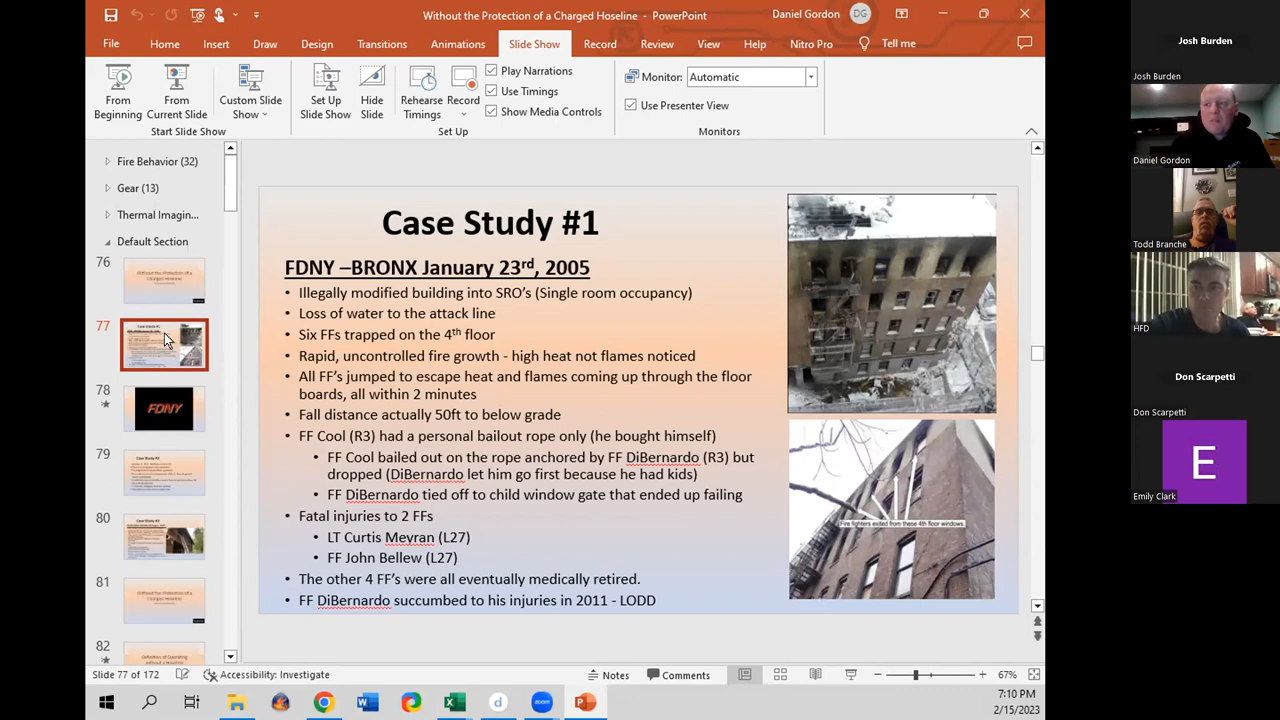 Without the Protection of a Charged Hoseline - PowerPoint
Daniel Gordon
DG
File
Home
Insert
Draw
Design
Transitions
Animations
Slide Show
Record
Review
View
Help
Nitro Pro
Tell me
From Beginning
From Current Slide
Custom Slide Show
Start Slide Show
Set Up Slide Show
Hide Slide
Rehearse Timings
Record
Play Narrations
Use Timings
Show Media Controls
Set Up
Monitor:
Automatic
Use Presenter View
Monitors
Fire Behavior (32)
Gear (13)
Thermal Imagin...
Default Section
76
77
78
FDNY
79
80
81
82
Case Study #1
FDNY –BRONX January 23rd, 2005
• Illegally modified building into SRO's (Single room occupancy)
• Loss of water to the attack line
• Six FFs trapped on the 4th floor
• Rapid, uncontrolled fire growth - high heat not flames noticed
• All FF's jumped to escape heat and flames coming up through the floor
boards, all within 2 minutes
• Fall distance actually 50ft to below grade
• FF Cool (R3) had a personal bailout rope only (he bought himself)
• FF Cool bailed out on the rope anchored by FF DiBernardo (R3) but
dropped (DiBernardo let him go first because he had kids)
• FF DiBernardo tied off to child window gate that ended up failing
• Fatal injuries to 2 FFs
• LT Curtis Meyran (L27)
• FF John Bellew (L27)
• The other 4 FF's were all eventually medically retired.
• FF DiBernardo succumbed to his injuries in 2011 - LODD
Fire fighters exited from these 4th floor windows.
Slide 77 of 172
Accessibility: Investigate
Notes
Comments
67%
7:10 PM
2/15/2023
Josh Burden
Josh Burden
Daniel Gordon
Todd Branche
HFD
Don Scarpetti
Don Scarpetti
E
Emily Clark